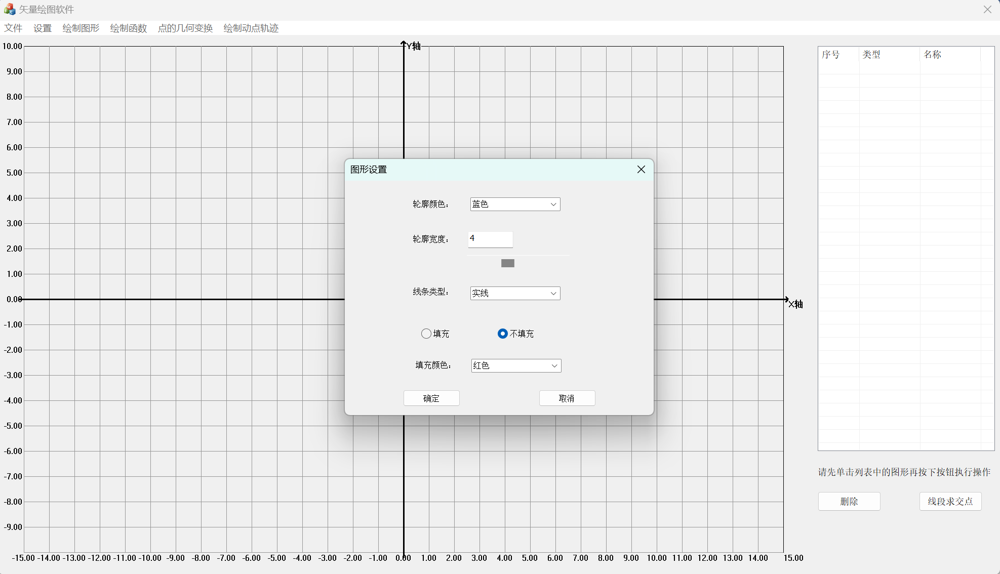 矢量绘图软件
文件 设置 绘制图形 绘制函数 点的几何变换 绘制动点轨迹
10.00
9.00
8.00
7.00
6.00
5.00
4.00
3.00
2.00
1.00
0.00
-1.00
-2.00
-3.00
-4.00
-5.00
-6.00
-7.00
-8.00
-9.00
Y轴
X轴
-15.00 -14.00 -13.00 -12.00 -11.00 -10.00 -9.00 -8.00 -7.00 -6.00 -5.00 -4.00 -3.00 -2.00 -1.00 0.00 1.00 2.00 3.00 4.00 5.00 6.00 7.00 8.00 9.00 10.00 11.00 12.00 13.00 14.00 15.00
图形设置
轮廓颜色： 蓝色
轮廓宽度： 4
线条类型： 实线
填充 不填充
填充颜色： 红色
确定 取消
序号 类型 名称
请先单击列表中的图形再按下按钮执行操作
删除 线段求交点